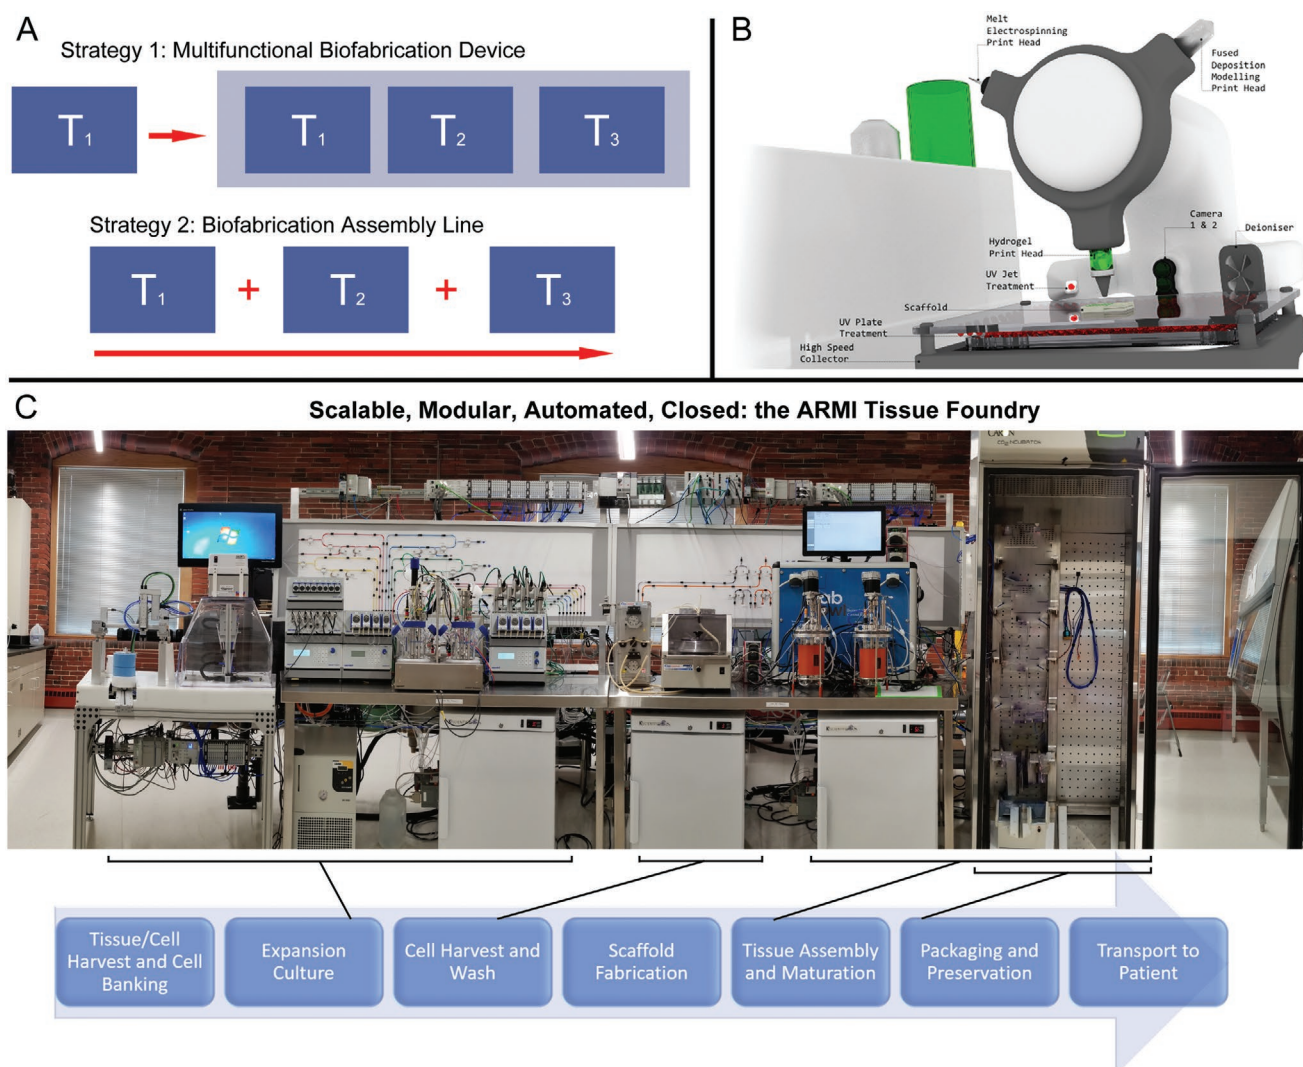 A
Strategy 1: Multifunctional Biofabrication Device
T1
T1
T2
T3
Strategy 2: Biofabrication Assembly Line
T1
+
T2
+
T3
B
Melt
Electrospinning
Print Head
Fused
Deposition
Modelling
Print Head
Camera
1 & 2
Deioniser
Hydrogel
Print Head
UV Jet
Treatment
Scaffold
UV Plate
Treatment
High Speed
Collector
C
Scalable, Modular, Automated, Closed: the ARMI Tissue Foundry
Tissue/Cell
Harvest and Cell
Banking
Expansion
Culture
Cell Harvest and
Wash
Scaffold
Fabrication
Tissue Assembly
and Maturation
Packaging and
Preservation
Transport to
Patient